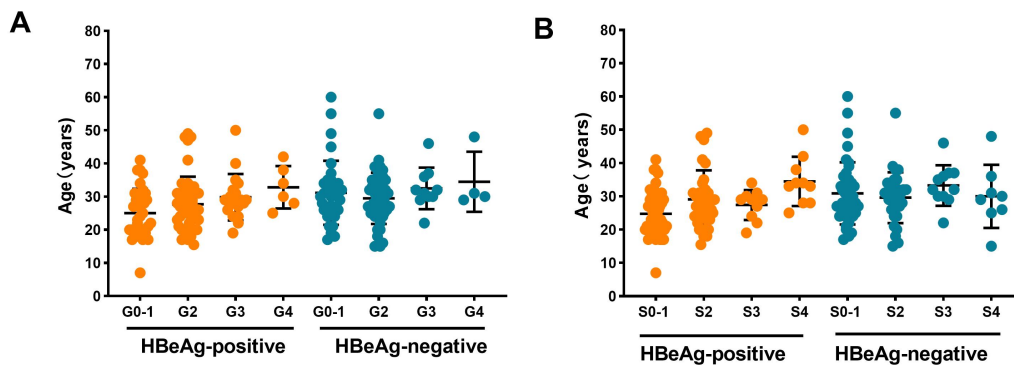 A
Age (years)
80
70
60
50
40
30
20
10
0
G0-1 G2 G3 G4 G0-1 G2 G3 G4
HBeAg-positive HBeAg-negative
B
Age (years)
80
70
60
50
40
30
20
10
0
S0-1 S2 S3 S4 S0-1 S2 S3 S4
HBeAg-positive HBeAg-negative